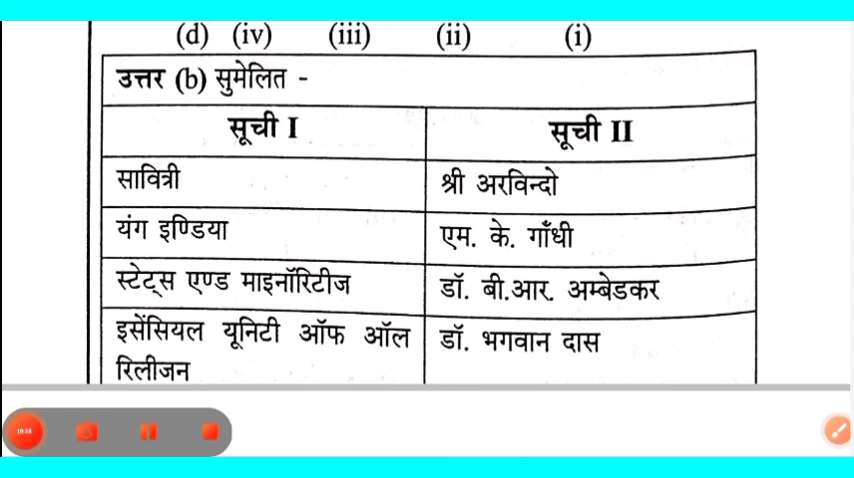 (d) (iv) (iii) (ii) (i)
उत्तर (b) सुमेलित -
सूची I सूची II
सावित्री श्री अरविन्दो
यंग इण्डिया एम. के. गाँधी
स्टेट्स एण्ड माइनॉरिटीज डॉ. बी.आर. अम्बेडकर
इसेंसियल यूनिटी ऑफ ऑल डॉ. भगवान दास
रिलीजन